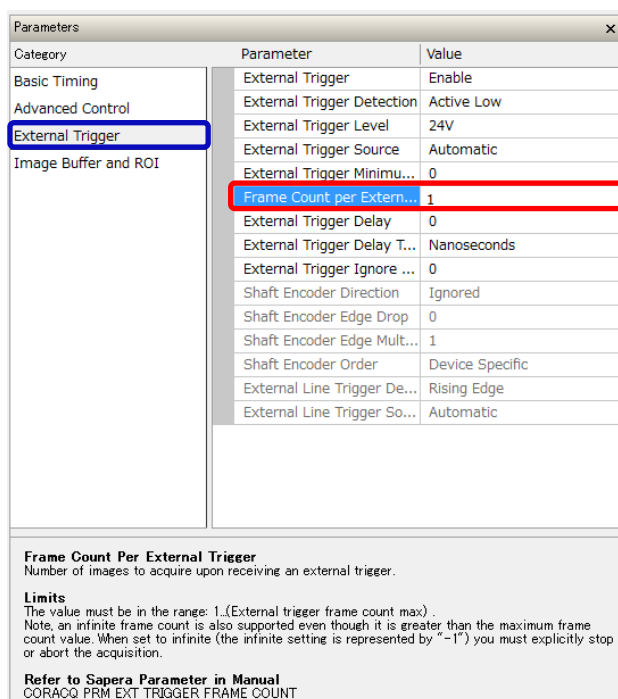 Parameters ×
Category Parameter Value
Basic Timing
Advanced Control
External Trigger
Image Buffer and ROI
External Trigger Enable
External Trigger Detection Active Low
External Trigger Level 24V
External Trigger Source Automatic
External Trigger Minimu... 0
Frame Count per Extern... 1
External Trigger Delay 0
External Trigger Delay T... Nanoseconds
External Trigger Ignore ... 0
Shaft Encoder Direction Ignored
Shaft Encoder Edge Drop 0
Shaft Encoder Edge Mult... 1
Shaft Encoder Order Device Specific
External Line Trigger De... Rising Edge
External Line Trigger So... Automatic
Frame Count Per External Trigger
Number of images to acquire upon receiving an external trigger.
Limits
The value must be in the range: 1..(External trigger frame count max) .
Note, an infinite frame count is also supported even though it is greater than the maximum frame
count value. When set to infinite (the infinite setting is represented by "-1") you must explicitly stop
or abort the acquisition.
Refer to Sapera Parameter in Manual
CORACQ PRM EXT TRIGGER FRAME COUNT